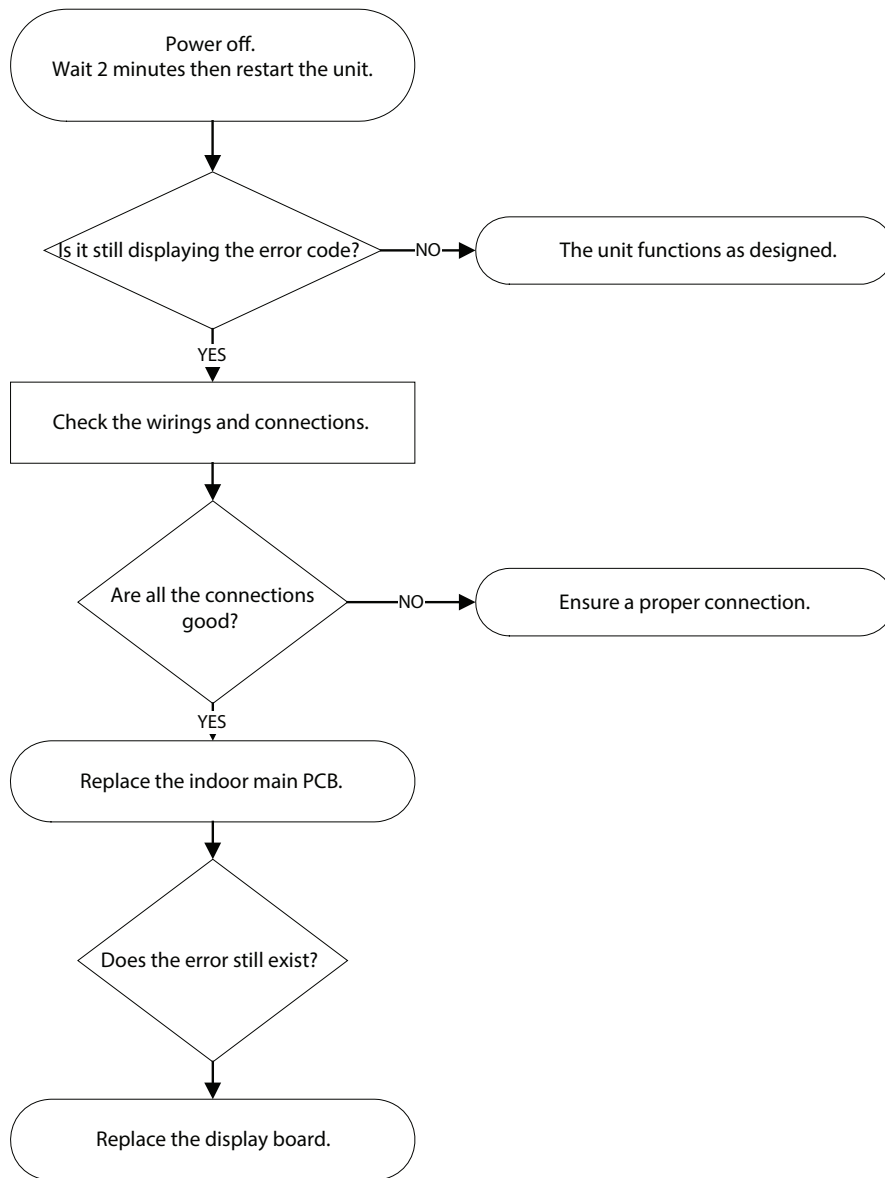 Power off.
Wait 2 minutes then restart the unit.
Is it still displaying the error code?
NO
The unit functions as designed.
YES
Check the wirings and connections.
Are all the connections
good?
NO
Ensure a proper connection.
YES
Replace the indoor main PCB.
Does the error still exist?
Replace the display board.